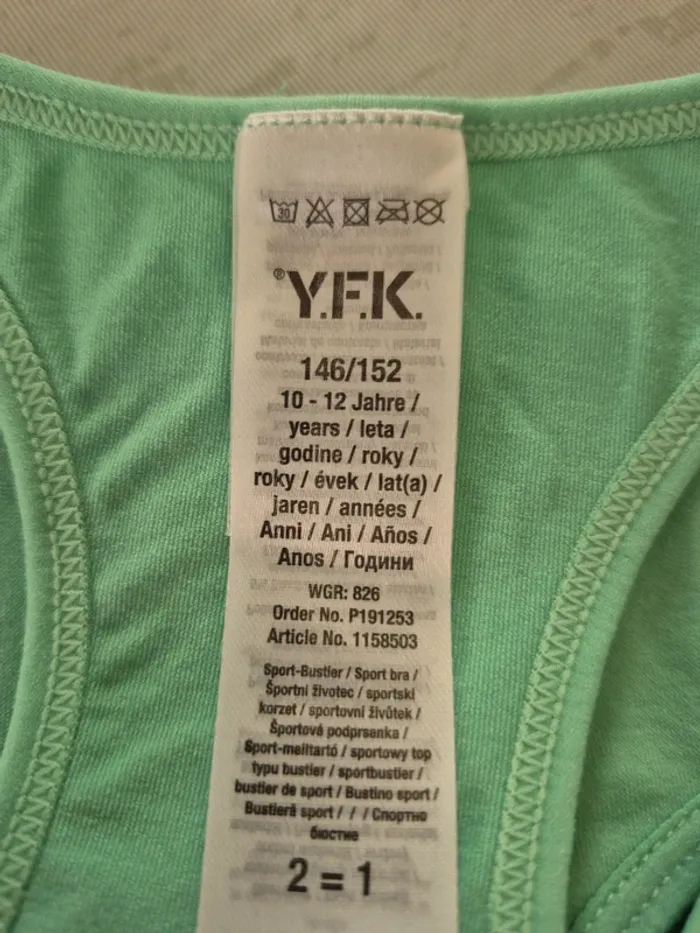 30
®Y.F.K.
146/152
10 - 12 Jahre /
years / leta /
godine / roky /
roky / évek / lat(a) /
jaren / années /
Anni / Ani / Años /
Anos / Години
WGR: 826
Order No. P191253
Article No. 1158503
Sport-Bustier / Sport bra /
Športni životec / sportski
korzet / sportovní živůtek /
Športová podprsenka /
Sport-melltartó / sportowy top
typu bustier / sportbustier /
bustier de sport / Bustino sport /
Bustieră sport / / / Спортно
бюстие
2 = 1